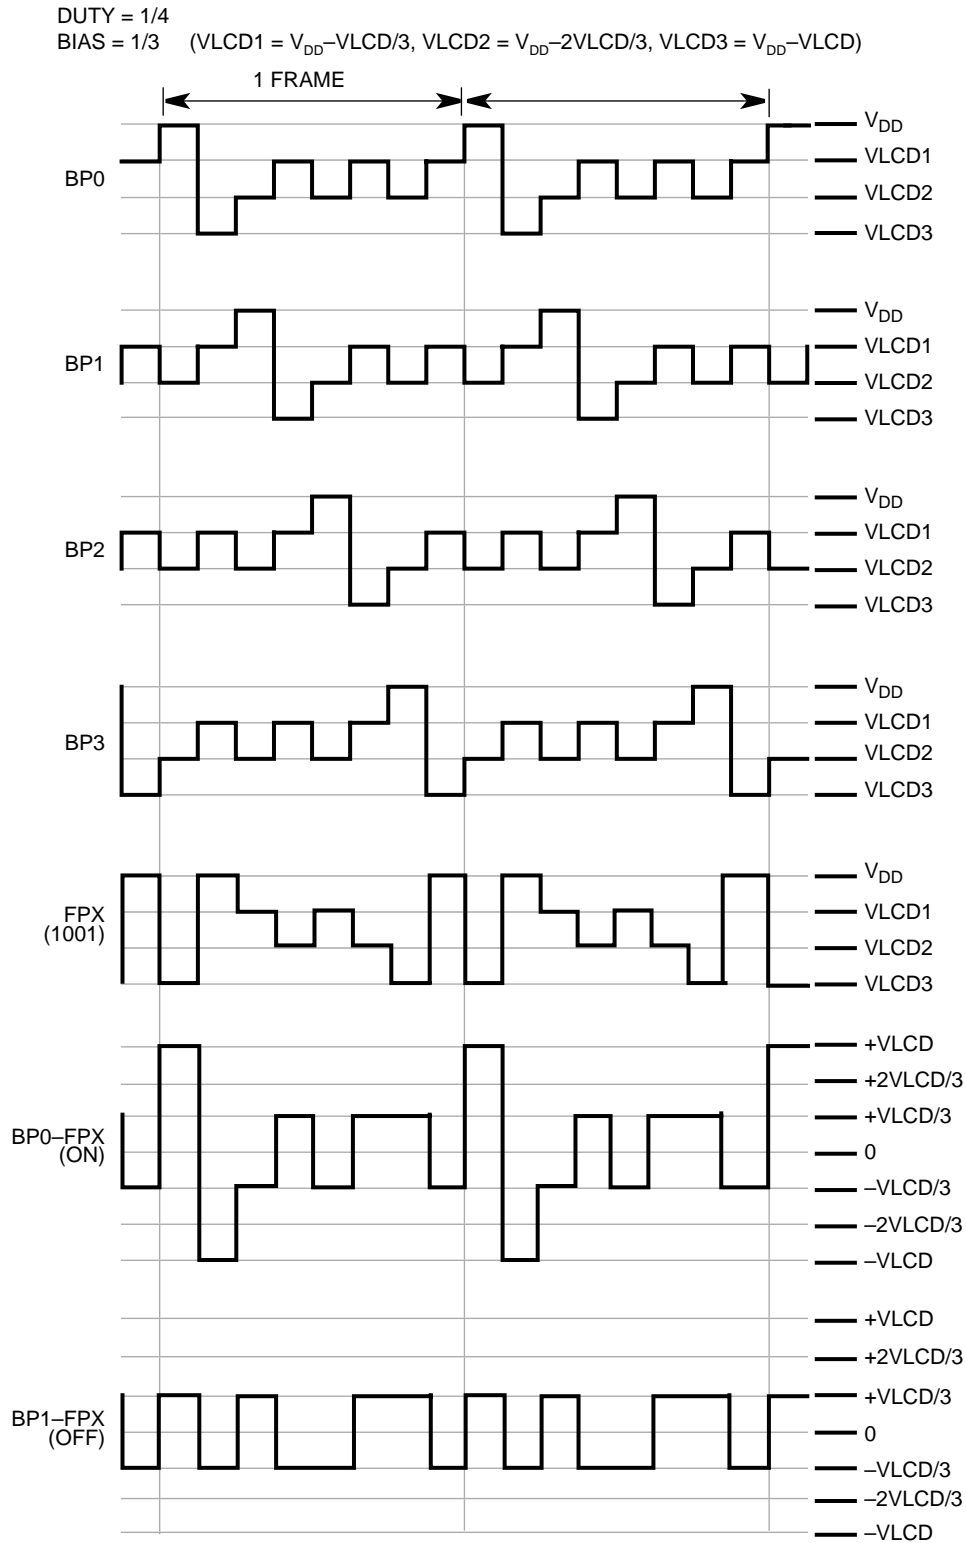 DUTY = 1/4
BIAS = 1/3 (VLCD1 = VDD–VLCD/3, VLCD2 = VDD–2VLCD/3, VLCD3 = VDD–VLCD)
1 FRAME
BP0
VDD
VLCD1
VLCD2
VLCD3
BP1
VDD
VLCD1
VLCD2
VLCD3
BP2
VDD
VLCD1
VLCD2
VLCD3
BP3
VDD
VLCD1
VLCD2
VLCD3
FPX
(1001)
VDD
VLCD1
VLCD2
VLCD3
BP0–FPX
(ON)
+VLCD
+2VLCD/3
+VLCD/3
0
–VLCD/3
–2VLCD/3
–VLCD
BP1–FPX
(OFF)
+VLCD
+2VLCD/3
+VLCD/3
0
–VLCD/3
–2VLCD/3
–VLCD